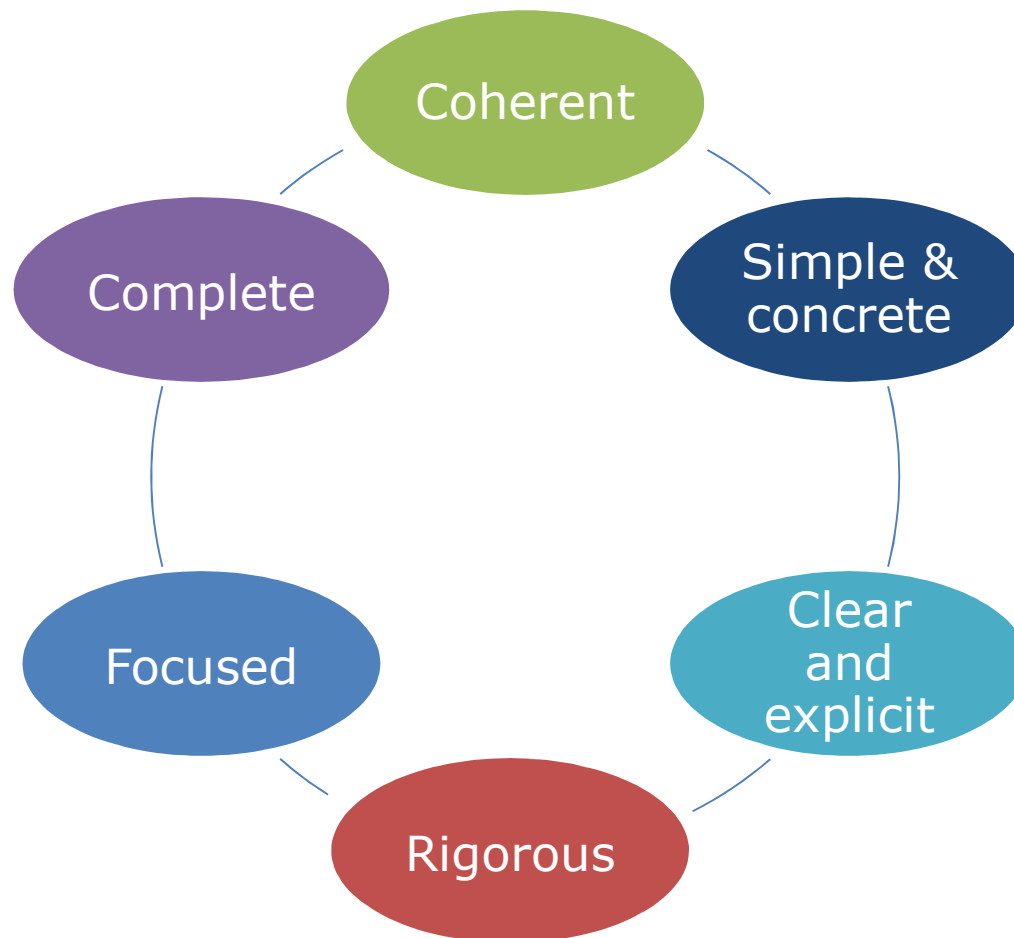 Coherent
Simple &
concrete
Clear
and
explicit
Rigorous
Focused
Complete